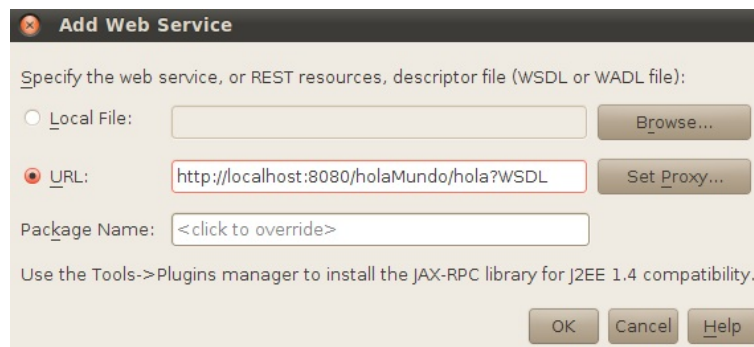 Add Web Service
Specify the web service, or REST resources, descriptor file (WSDL or WADL file):
Local File:
Browse...
URL:
http://localhost:8080/holaMundo/hola?WSDL
Set Proxy...
Package Name:
<click to override>
Use the Tools->Plugins manager to install the JAX-RPC library for J2EE 1.4 compatibility.
OK
Cancel
Help